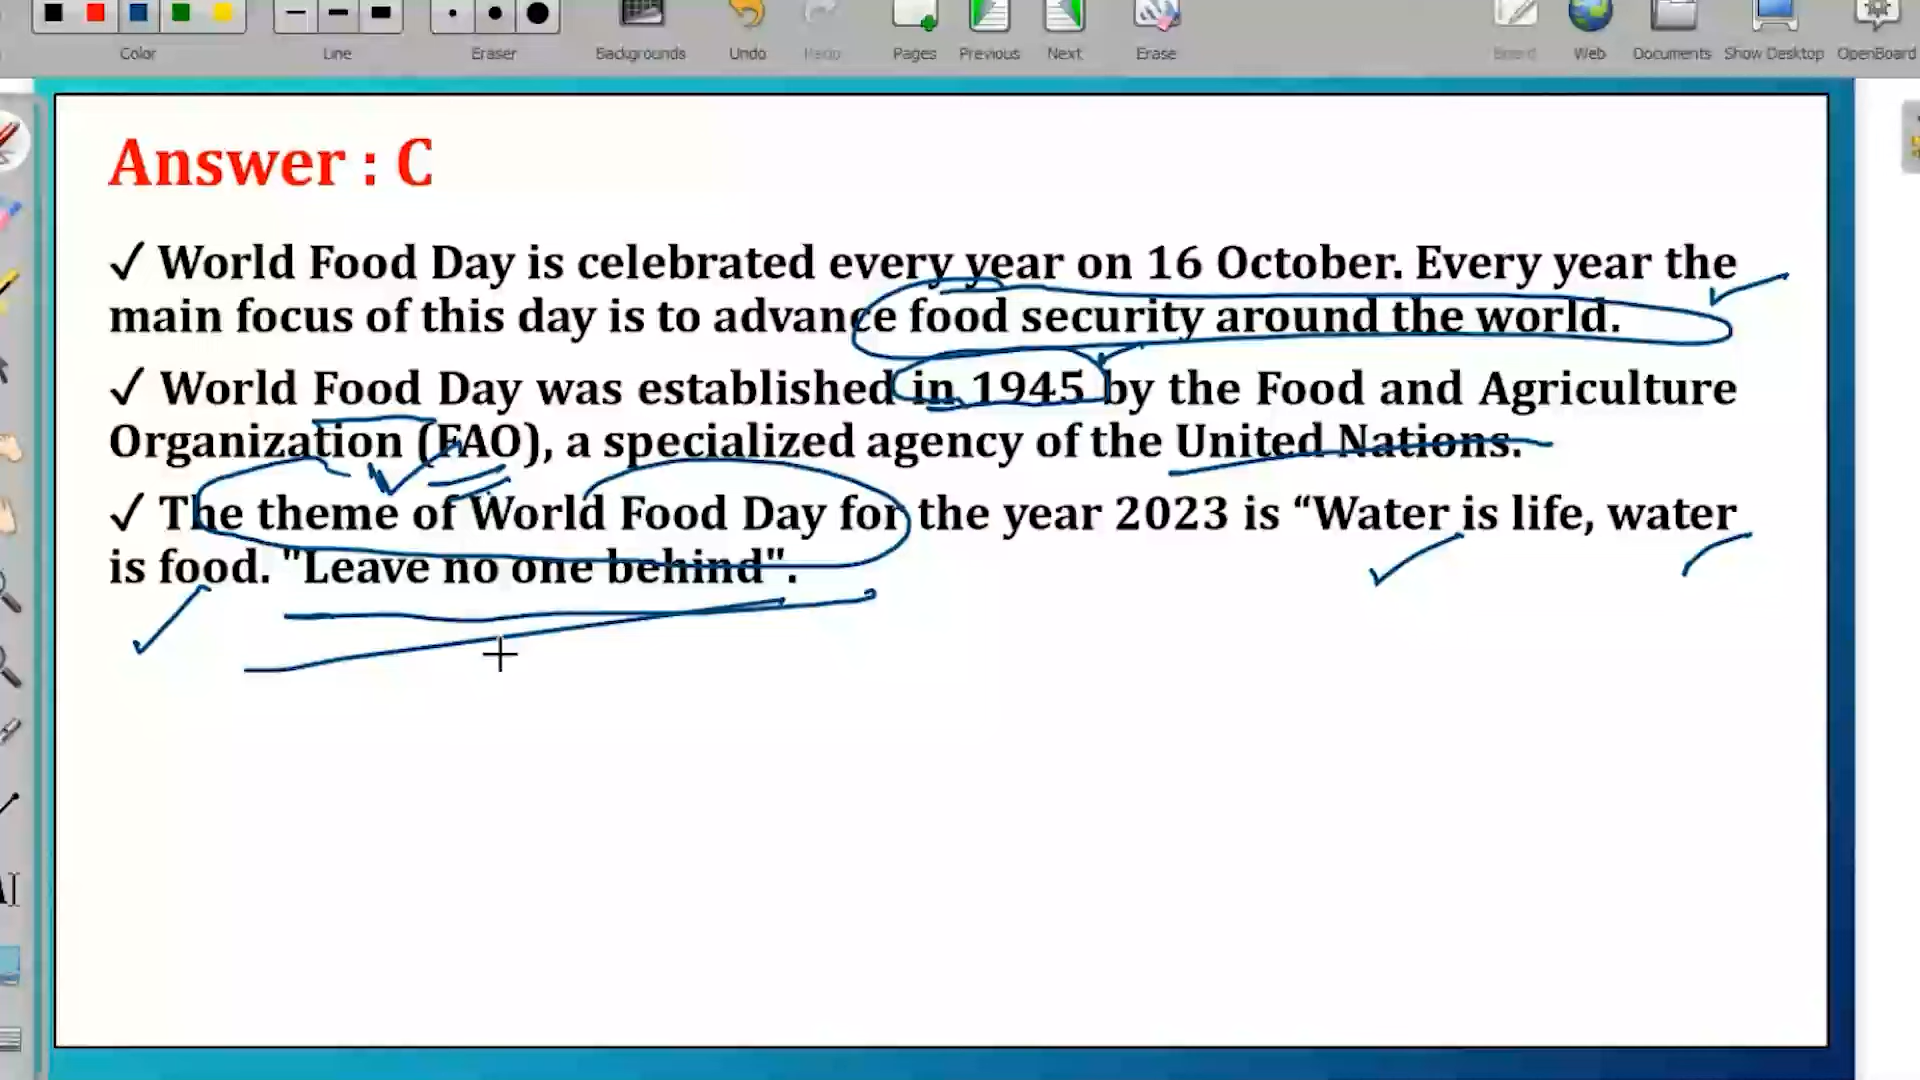 Color Line Eraser Backgrounds Undo Redo Pages Previous Next Erase Board Web Documents Show Desktop OpenBoard
Answer : C
✓ World Food Day is celebrated every year on 16 October. Every year the
main focus of this day is to advance food security around the world.
✓ World Food Day was established in 1945 by the Food and Agriculture
Organization (FAO), a specialized agency of the United Nations.
✓ The theme of World Food Day for the year 2023 is “Water is life, water
is food. "Leave no one behind".